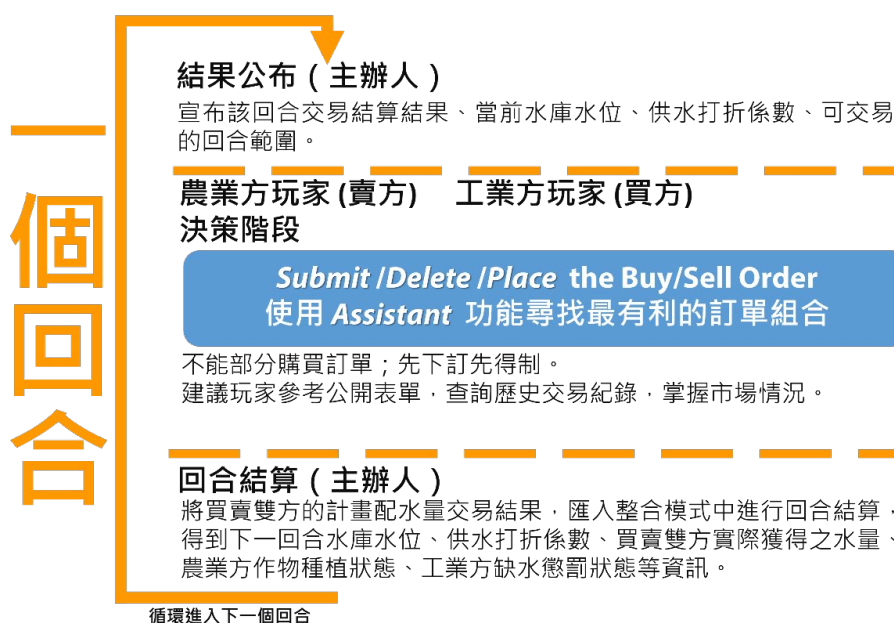 一個回合
結果公布(主辦人)
宣布該回合交易結算結果、當前水庫水位、供水打折係數、可交易
的回合範圍。
農業方玩家 (賣方) 工業方玩家 (買方)
決策階段
Submit /Delete /Place the Buy/Sell Order
使用 Assistant 功能尋找最有利的訂單組合
不能部分購買訂單;先下訂先得制。
建議玩家參考公開表單,查詢歷史交易紀錄,掌握市場情況。
回合結算(主辦人)
將買賣雙方的計畫配水量交易結果,匯入整合模式中進行回合結算,
得到下一回合水庫水位、供水打折係數、買賣雙方實際獲得之水量、
農業方作物種植狀態、工業方缺水懲罰狀態等資訊。
循環進入下一個回合